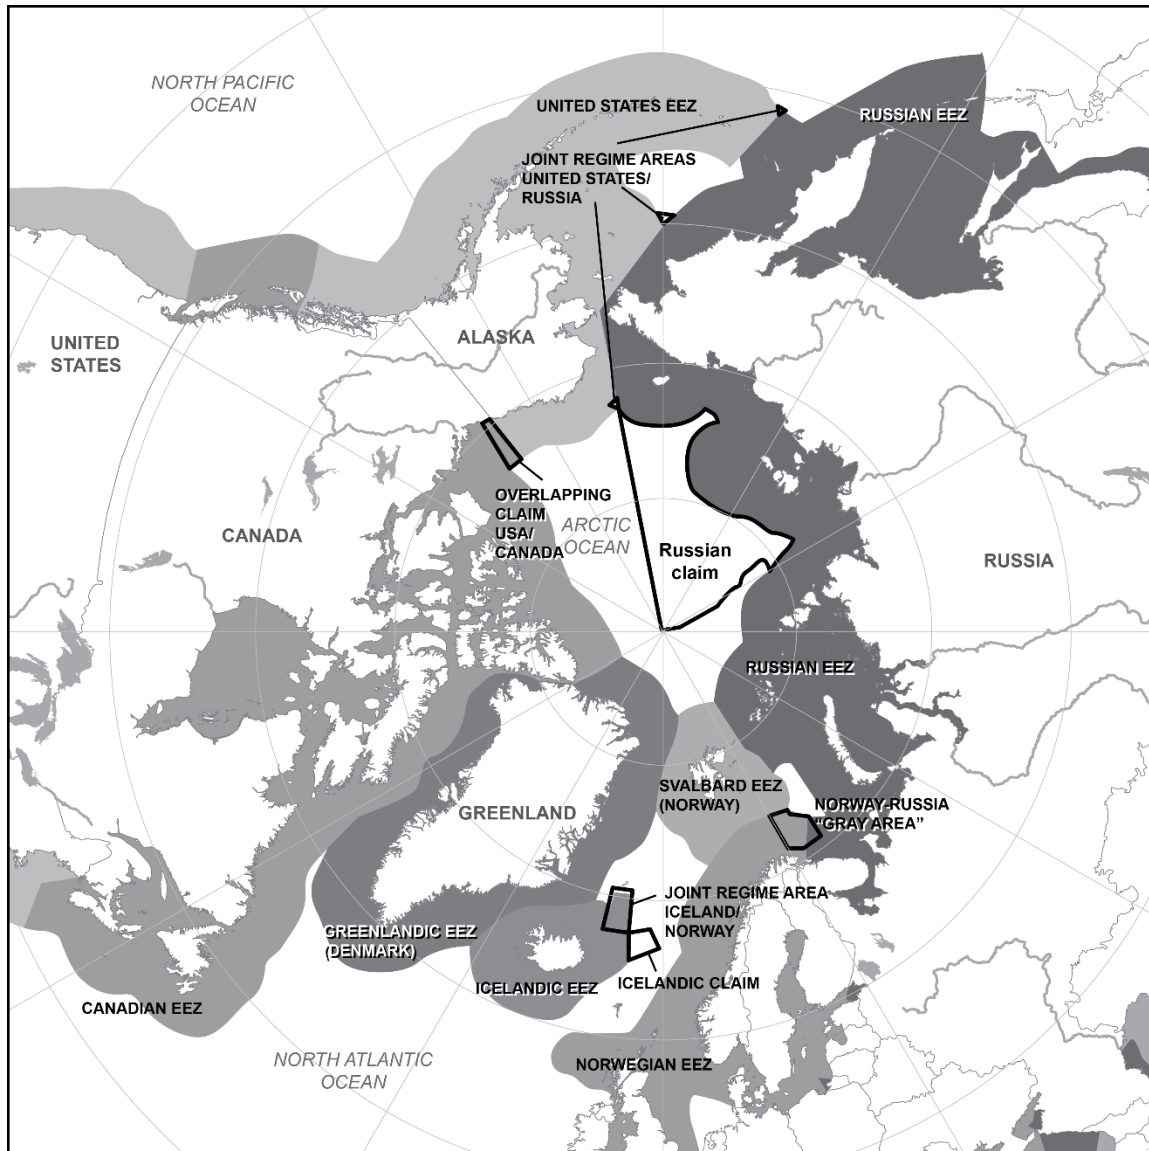 NORTH PACIFIC
OCEAN
UNITED STATES EEZ
RUSSIAN EEZ
JOINT REGIME AREAS
UNITED STATES/
RUSSIA
UNITED
STATES
ALASKA
OVERLAPPING
CLAIM
USA/
CANADA
ARCTIC
OCEAN
Russian
claim
CANADA
RUSSIA
RUSSIAN EEZ
SVALBARD EEZ
(NORWAY)
NORWAY-RUSSIA
“GRAY AREA”
GREENLAND
JOINT REGIME AREA
ICELAND/
NORWAY
GREENLANDIC EEZ
(DENMARK)
ICELANDIC EEZ
ICELANDIC CLAIM
CANADIAN EEZ
NORTH ATLANTIC
OCEAN
NORWEGIAN EEZ